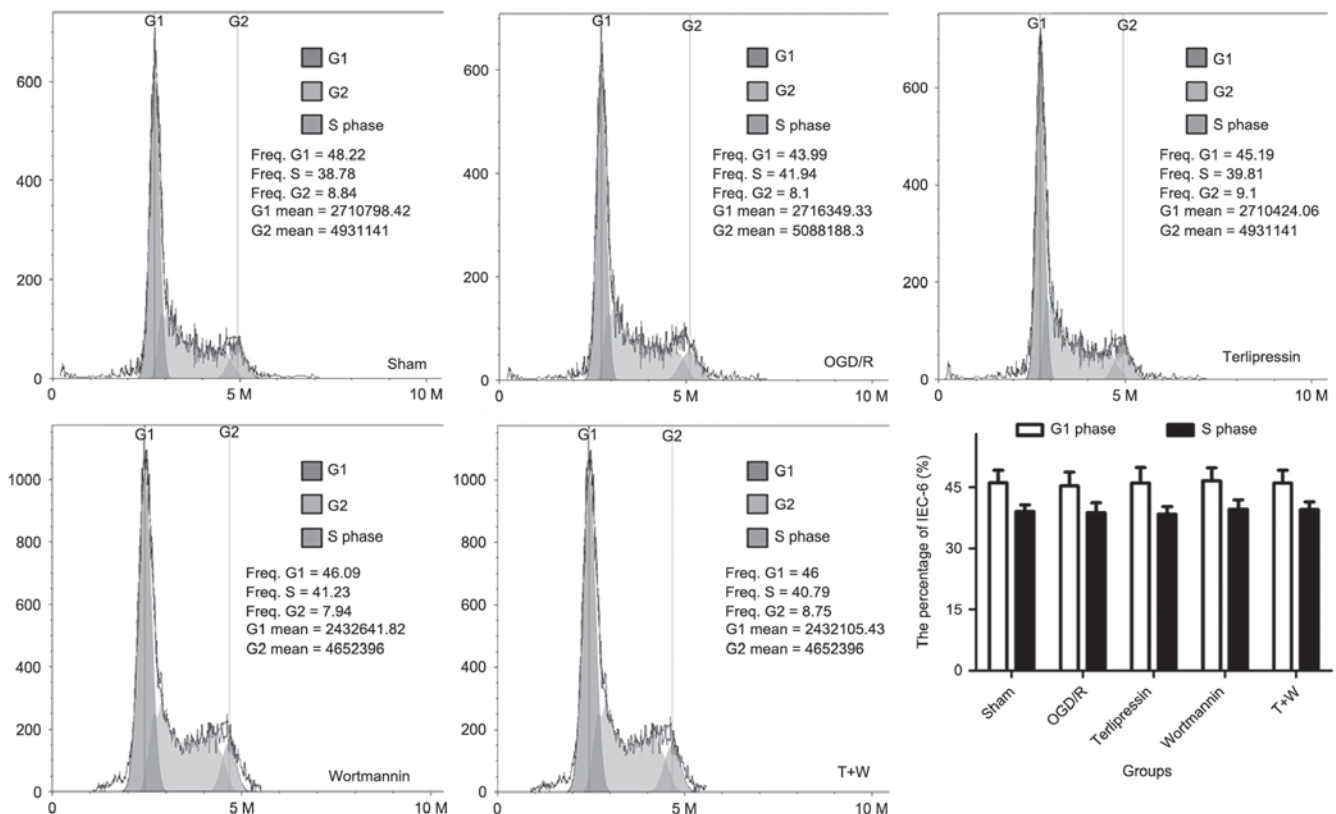 G1 G2
600
400
200
0
G1
G2
S phase
Freq. G1 = 48.22
Freq. S = 38.78
Freq. G2 = 8.84
G1 mean = 2710798.42
G2 mean = 4931141
Sham
0 5 M 10 M
G1 G2
600
400
200
0
G1
G2
S phase
Freq. G1 = 43.99
Freq. S = 41.94
Freq. G2 = 8.1
G1 mean = 2716349.33
G2 mean = 5088188.3
OGD/R
0 5 M 10 M
G1 G2
600
400
200
0
G1
G2
S phase
Freq. G1 = 45.19
Freq. S = 39.81
Freq. G2 = 9.1
G1 mean = 2710424.06
G2 mean = 4931141
Terlipressin
0 5 M 10 M
G1 G2
1000
800
600
400
200
0
G1
G2
S phase
Freq. G1 = 46.09
Freq. S = 41.23
Freq. G2 = 7.94
G1 mean = 2432641.82
G2 mean = 4652396
Wortmannin
0 5 M 10 M
G1 G2
1000
800
600
400
200
0
G1
G2
S phase
Freq. G1 = 46
Freq. S = 40.79
Freq. G2 = 8.75
G1 mean = 2432105.43
G2 mean = 4652396
T+W
0 5 M 10 M
G1 phase S phase
The percentage of IEC-6 (%)
45
30
15
0
Sham OGD/R Terlipressin Wortmannin T+W
Groups